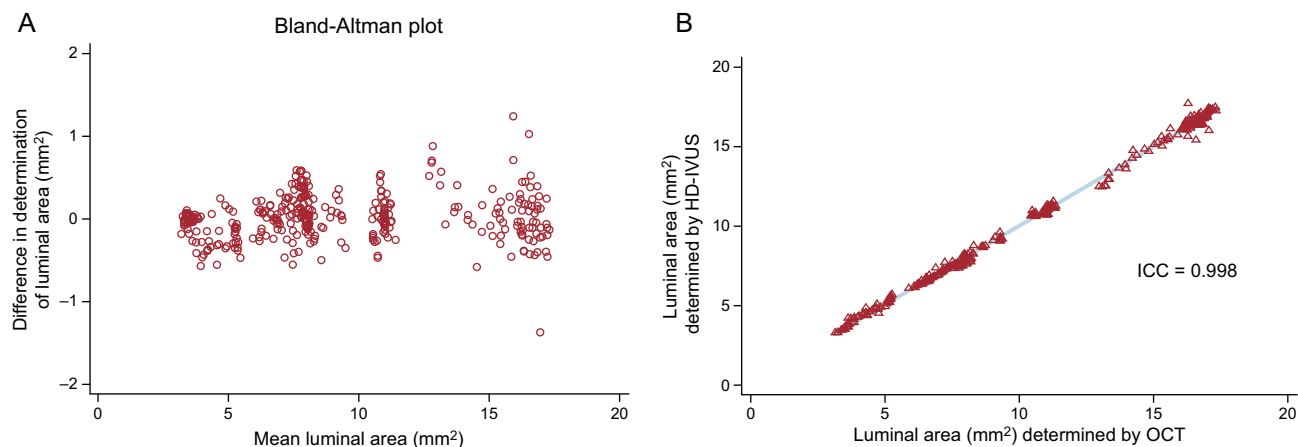 A
Bland-Altman plot
Difference in determination
of luminal area (mm²)
2
1
0
–1
–2
0 5 10 15 20
Mean luminal area (mm²)
B
Luminal area (mm²)
determined by HD-IVUS
20
15
10
5
0
ICC = 0.998
0 5 10 15 20
Luminal area (mm²) determined by OCT